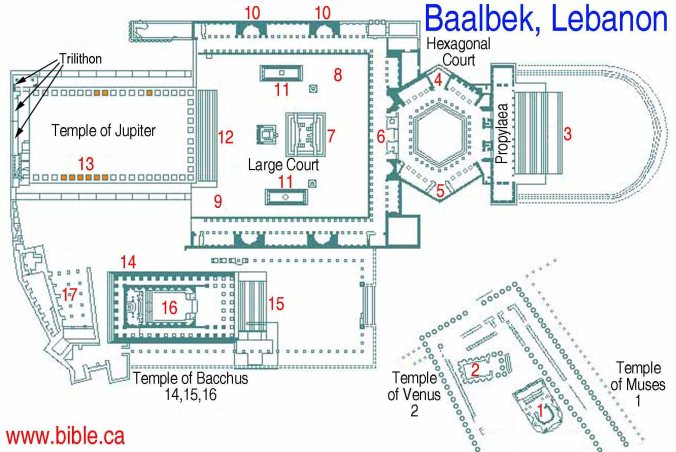 Baalbek, Lebanon
10
10
Hexagonal
Court
Trilithon
8
11
4
Temple of Jupiter
12
7
6
Propylaea
3
Large Court
13
11
5
9
14
17
16
15
Temple of Bacchus
14,15,16
Temple
of Venus
2
2
1
Temple
of Muses
1
www.bible.ca